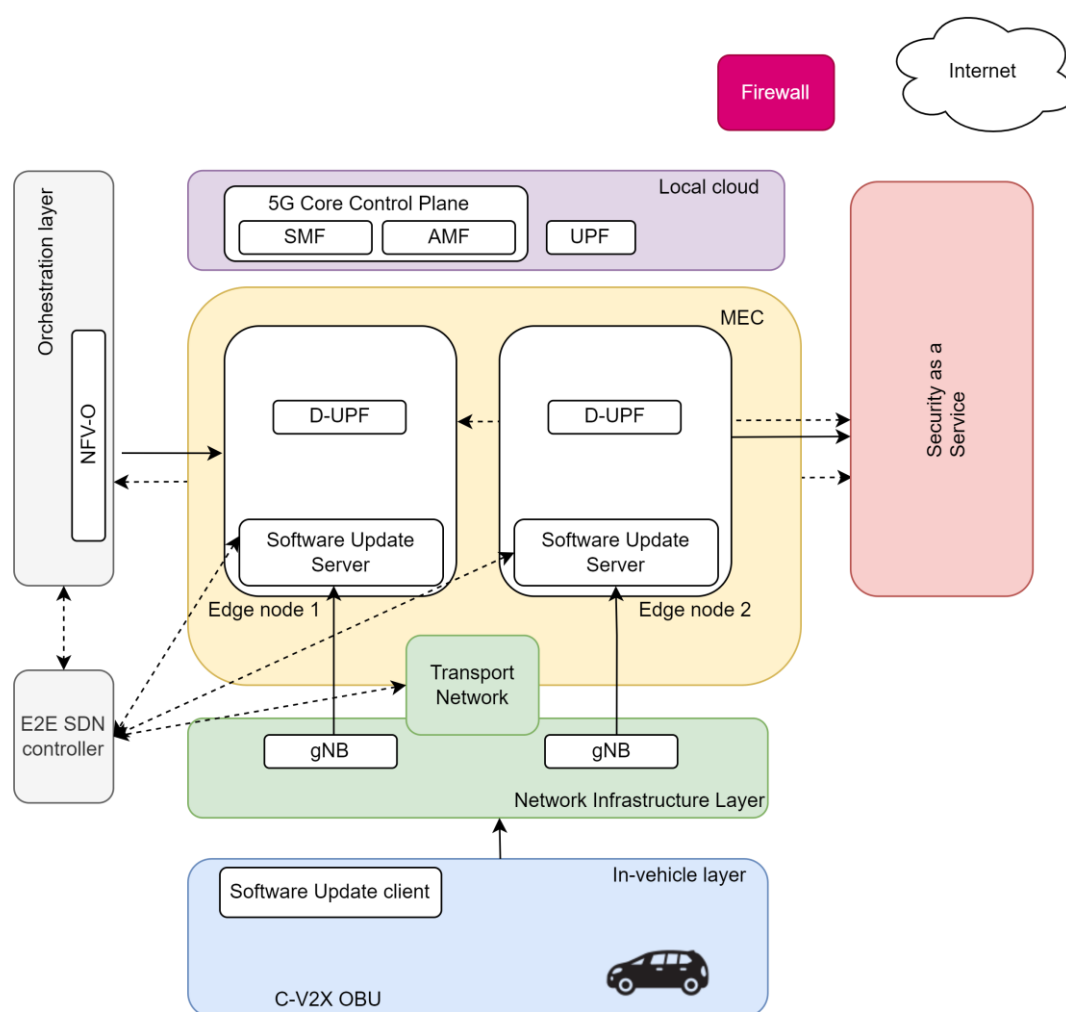 Internet
Firewall
Orchestration layer
NFV-O
Local cloud
5G Core Control Plane
SMF
AMF
UPF
MEC
D-UPF
D-UPF
Software Update
Server
Software Update
Server
Edge node 1
Edge node 2
Security as a
Service
Transport
Network
E2E SDN
controller
gNB
gNB
Network Infrastructure Layer
Software Update client
In-vehicle layer
C-V2X OBU